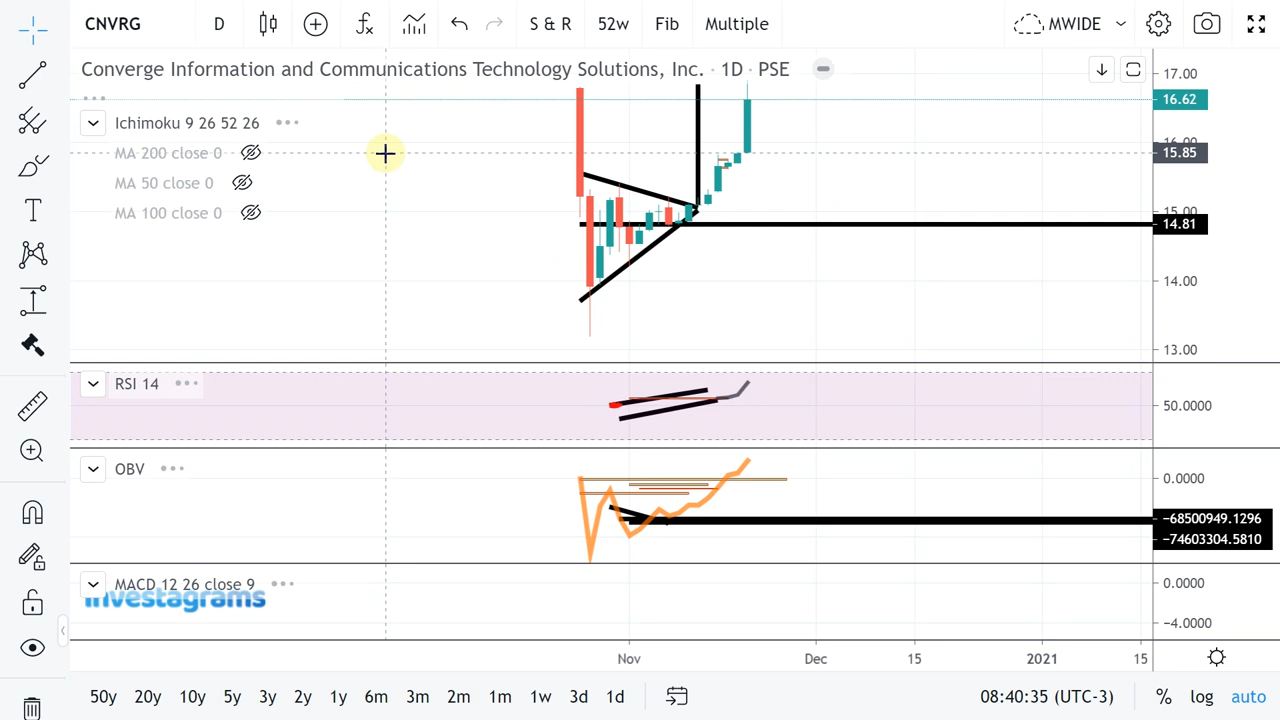 CNVRG D S & R 52w Fib Multiple MWIDE
Converge Information and Communications Technology Solutions, Inc. · 1D · PSE
17.00
16.62
Ichimoku 9 26 52 26
16.00
MA 200 close 0
15.85
MA 50 close 0
MA 100 close 0
15.00
14.81
14.00
13.00
RSI 14
50.0000
OBV
0.0000
−68500949.1296
−74603304.5810
MACD 12 26 close 9
0.0000
Investagrams
−4.0000
Nov Dec 15 2021 15
50y 20y 10y 5y 3y 2y 1y 6m 3m 2m 1m 1w 3d 1d 08:40:35 (UTC-3) % log auto